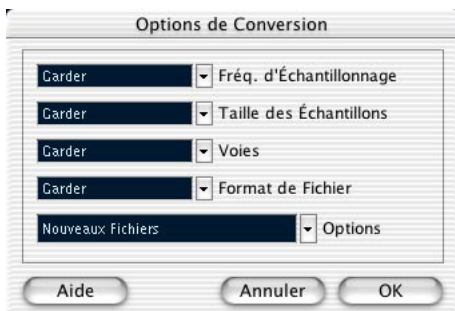 Options de Conversion
Garder Fréq. d'Échantillonnage
Garder Taille des Échantillons
Garder Voies
Garder Format de Fichier
Nouveaux Fichiers Options
Aide Annuler OK